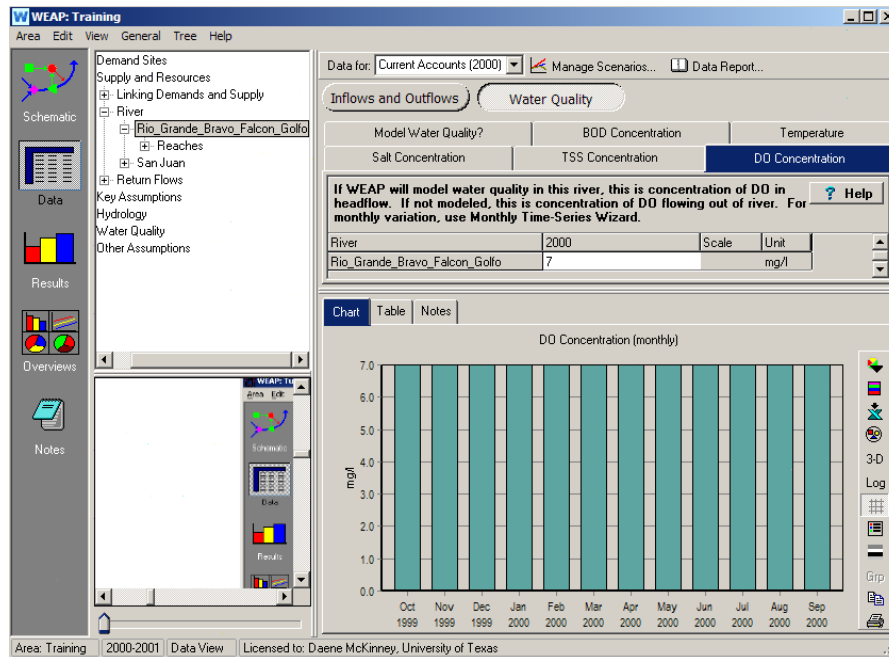 WEAP: Training
Area Edit View General Tree Help
Schematic
Data
Results
Overviews
Notes
Demand Sites
Supply and Resources
Linking Demands and Supply
River
Rio_Grande_Bravo_Falcon_Golfo
Reaches
San Juan
Return Flows
Key Assumptions
Hydrology
Water Quality
Other Assumptions
WEAP: Tr
Area Edit
Schematic
Data
Results
Data for: Current Accounts (2000) Manage Scenarios... Data Report...
Inflows and Outflows Water Quality
Model Water Quality? BOD Concentration Temperature
Salt Concentration TSS Concentration DO Concentration
If WEAP will model water quality in this river, this is concentration of DO in
headflow. If not modeled, this is concentration of DO flowing out of river. For
monthly variation, use Monthly Time-Series Wizard.
? Help
River 2000 Scale Unit
Rio_Grande_Bravo_Falcon_Golfo 7 mg/l
Chart Table Notes
DO Concentration (monthly)
mg/l
7.0
6.0
5.0
4.0
3.0
2.0
1.0
0.0
Oct Nov Dec Jan Feb Mar Apr May Jun Jul Aug Sep
1999 1999 1999 2000 2000 2000 2000 2000 2000 2000 2000 2000
3-D
Log
Grp
Area: Training 2000-2001 Data View Licensed to: Daene McKinney, University of Texas